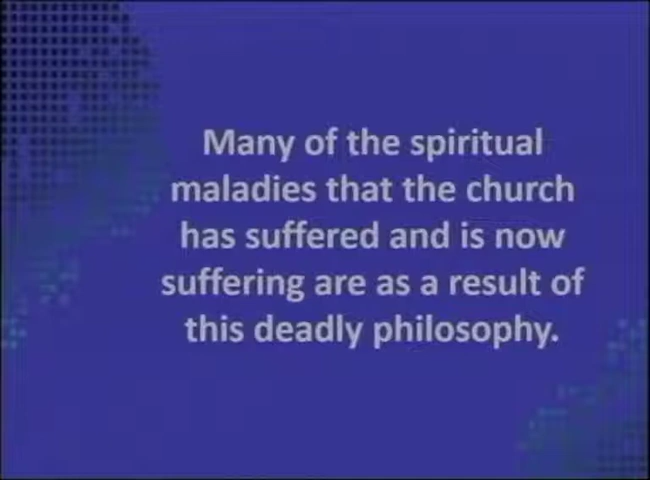 Many of the spiritual
maladies that the church
has suffered and is now
suffering are as a result of
this deadly philosophy.